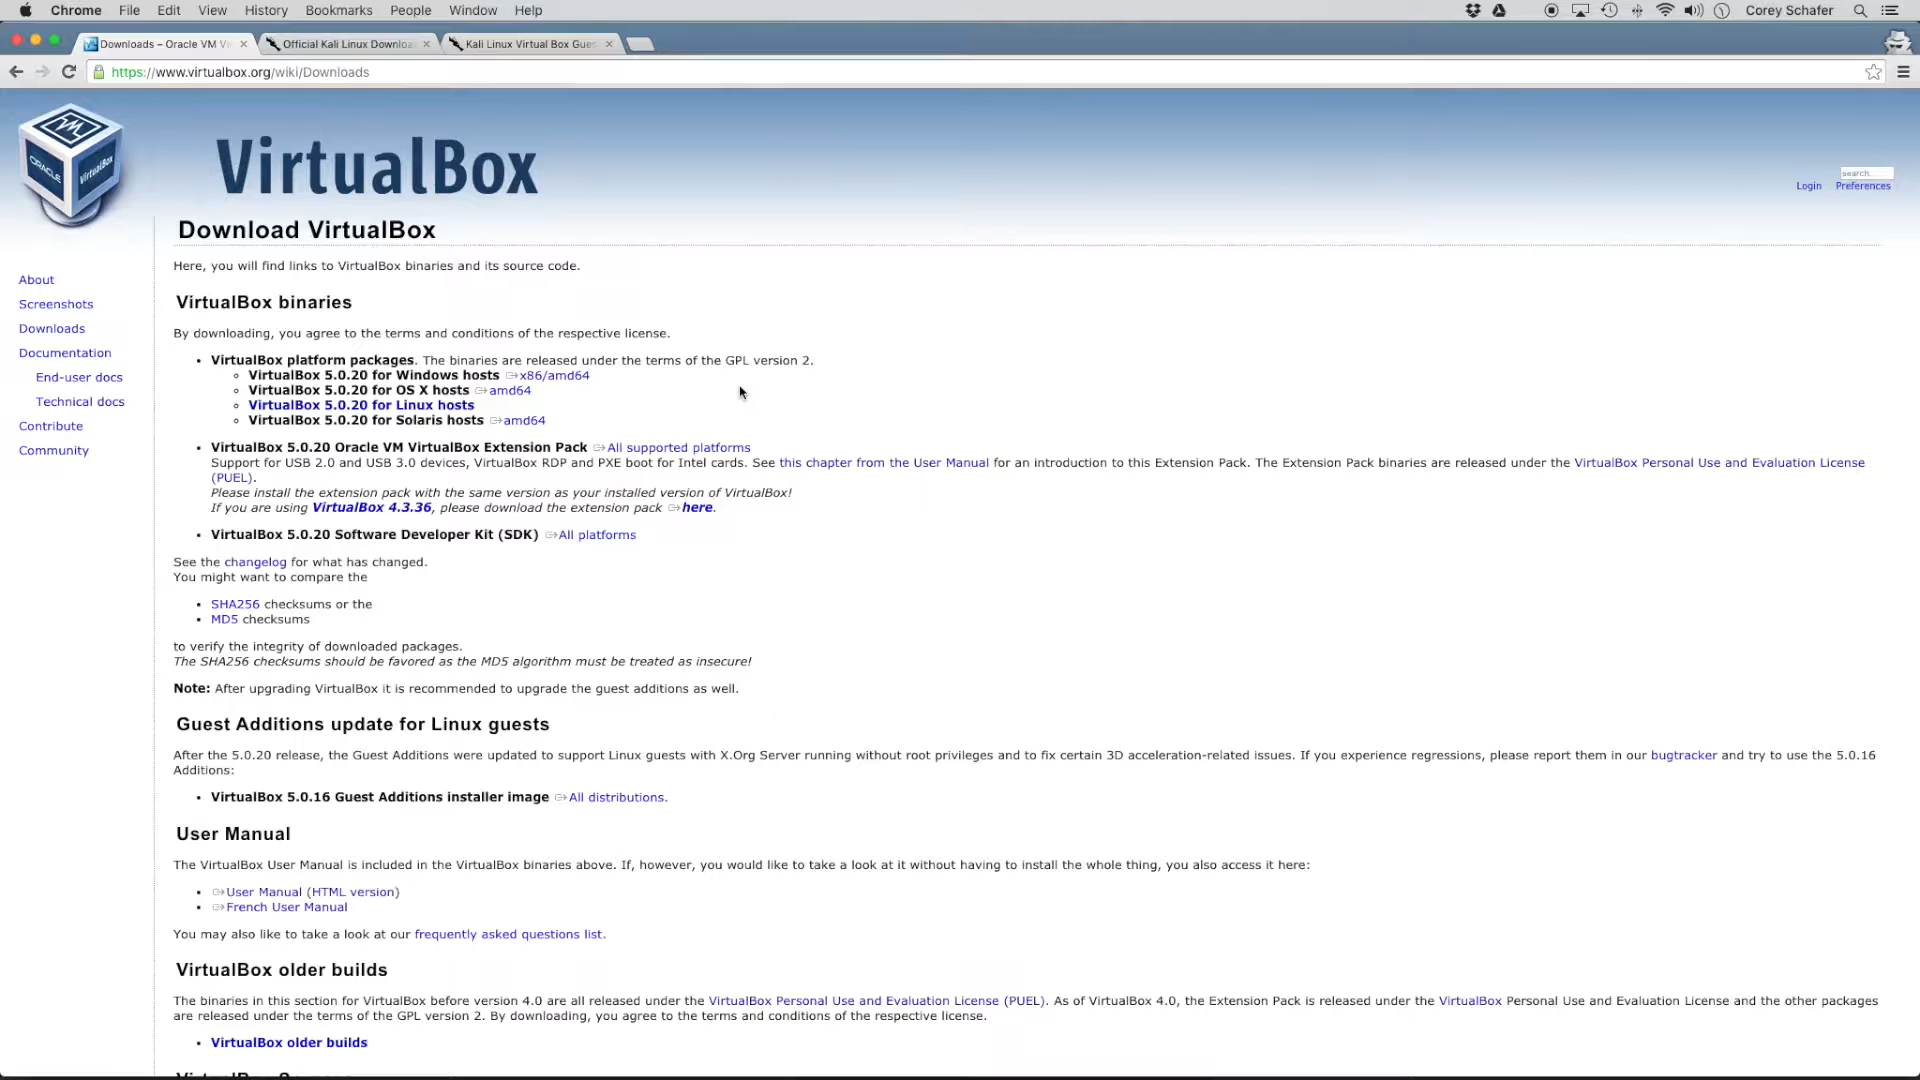 Chrome File Edit View History Bookmarks People Window Help Corey Schafer
Downloads – Oracle VM Vi Official Kali Linux Downloa Kali Linux Virtual Box Gues
https://www.virtualbox.org/wiki/Downloads
ORACLE VirtualBox
VirtualBox
search...
Login Preferences
Download VirtualBox
Here, you will find links to VirtualBox binaries and its source code.
About
Screenshots
Downloads
Documentation
End-user docs
Technical docs
Contribute
Community
VirtualBox binaries
By downloading, you agree to the terms and conditions of the respective license.
• VirtualBox platform packages. The binaries are released under the terms of the GPL version 2.
VirtualBox 5.0.20 for Windows hosts x86/amd64
VirtualBox 5.0.20 for OS X hosts amd64
VirtualBox 5.0.20 for Linux hosts
VirtualBox 5.0.20 for Solaris hosts amd64
• VirtualBox 5.0.20 Oracle VM VirtualBox Extension Pack All supported platforms
Support for USB 2.0 and USB 3.0 devices, VirtualBox RDP and PXE boot for Intel cards. See this chapter from the User Manual for an introduction to this Extension Pack. The Extension Pack binaries are released under the VirtualBox Personal Use and Evaluation License
(PUEL).
Please install the extension pack with the same version as your installed version of VirtualBox!
If you are using VirtualBox 4.3.36, please download the extension pack here.
• VirtualBox 5.0.20 Software Developer Kit (SDK) All platforms
See the changelog for what has changed.
You might want to compare the
• SHA256 checksums or the
• MD5 checksums
to verify the integrity of downloaded packages.
The SHA256 checksums should be favored as the MD5 algorithm must be treated as insecure!
Note: After upgrading VirtualBox it is recommended to upgrade the guest additions as well.
Guest Additions update for Linux guests
After the 5.0.20 release, the Guest Additions were updated to support Linux guests with X.Org Server running without root privileges and to fix certain 3D acceleration-related issues. If you experience regressions, please report them in our bugtracker and try to use the 5.0.16
Additions:
• VirtualBox 5.0.16 Guest Additions installer image All distributions.
User Manual
The VirtualBox User Manual is included in the VirtualBox binaries above. If, however, you would like to take a look at it without having to install the whole thing, you also access it here:
• User Manual (HTML version)
• French User Manual
You may also like to take a look at our frequently asked questions list.
VirtualBox older builds
The binaries in this section for VirtualBox before version 4.0 are all released under the VirtualBox Personal Use and Evaluation License (PUEL). As of VirtualBox 4.0, the Extension Pack is released under the VirtualBox Personal Use and Evaluation License and the other packages
are released under the terms of the GPL version 2. By downloading, you agree to the terms and conditions of the respective license.
• VirtualBox older builds